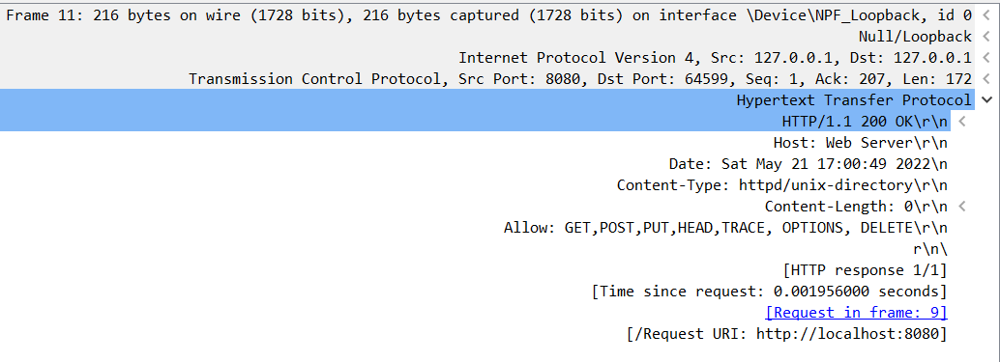 Frame 11: 216 bytes on wire (1728 bits), 216 bytes captured (1728 bits) on interface \Device\NPF_Loopback, id 0
Null/Loopback
Internet Protocol Version 4, Src: 127.0.0.1, Dst: 127.0.0.1
Transmission Control Protocol, Src Port: 8080, Dst Port: 64599, Seq: 1, Ack: 207, Len: 172
Hypertext Transfer Protocol
HTTP/1.1 200 OK\r\n
Host: Web Server\r\n
Date: Sat May 21 17:00:49 2022\n
Content-Type: httpd/unix-directory\r\n
Content-Length: 0\r\n
Allow: GET,POST,PUT,HEAD,TRACE, OPTIONS, DELETE\r\n
r\n\
[HTTP response 1/1]
[Time since request: 0.001956000 seconds]
[Request in frame: 9]
[/Request URI: http://localhost:8080]